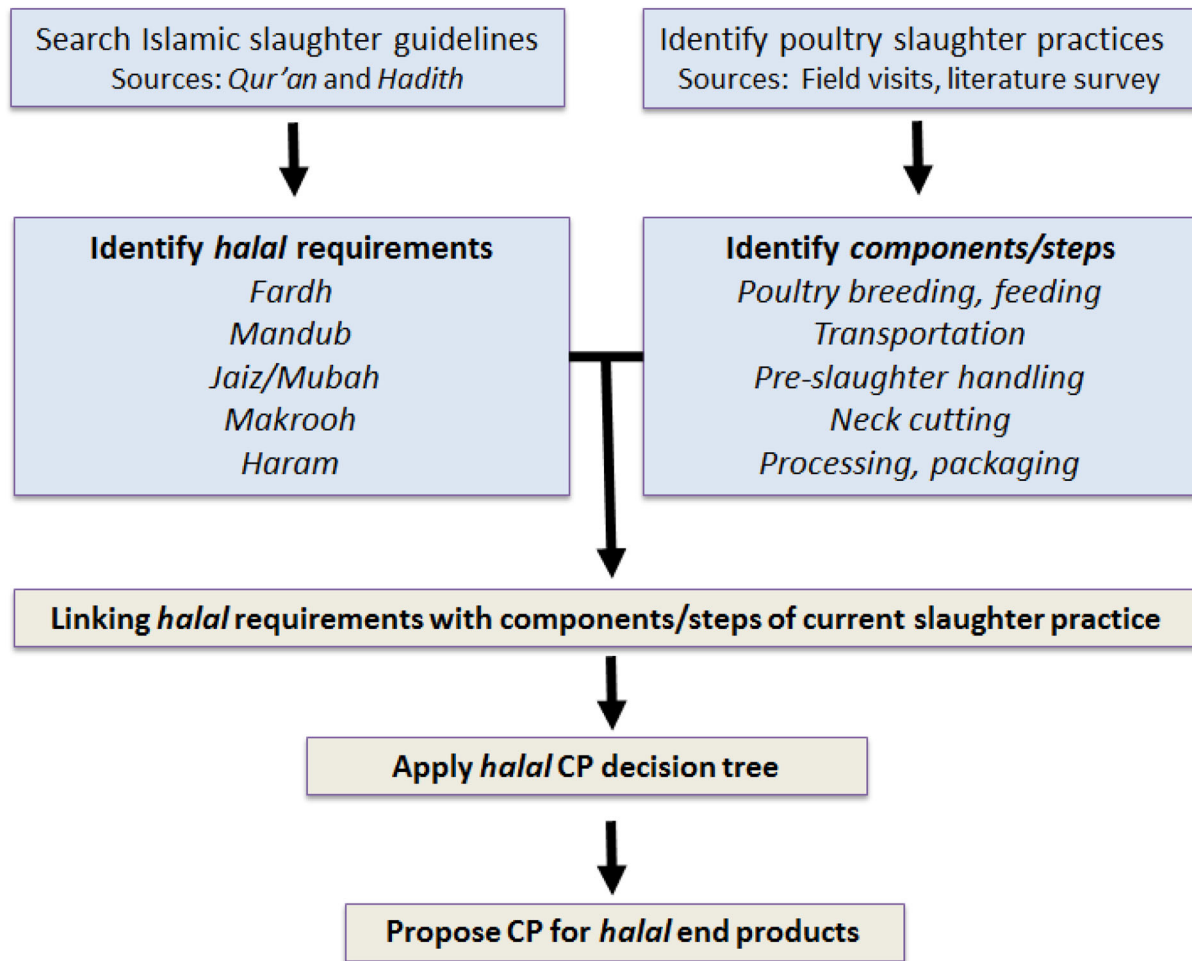 Search Islamic slaughter guidelines
Sources: Qur’an and Hadith
Identify poultry slaughter practices
Sources: Field visits, literature survey
Identify halal requirements
Fardh
Mandub
Jaiz/Mubah
Makrooh
Haram
Identify components/steps
Poultry breeding, feeding
Transportation
Pre-slaughter handling
Neck cutting
Processing, packaging
Linking halal requirements with components/steps of current slaughter practice
Apply halal CP decision tree
Propose CP for halal end products